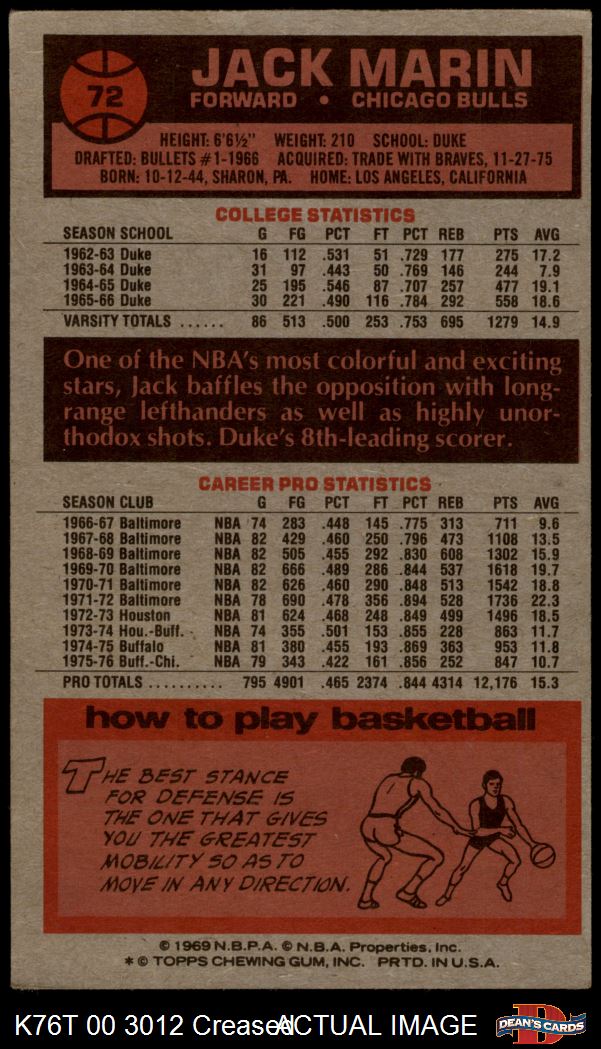 72
JACK MARIN
FORWARD • CHICAGO BULLS
HEIGHT: 6'6½" WEIGHT: 210 SCHOOL: DUKE
DRAFTED: BULLETS #1-1966 ACQUIRED: TRADE WITH BRAVES, 11-27-75
BORN: 10-12-44, SHARON, PA. HOME: LOS ANGELES, CALIFORNIA
COLLEGE STATISTICS
SEASON SCHOOL G FG PCT FT PCT REB PTS AVG
1962-63 Duke 16 112 .531 51 .729 177 275 17.2
1963-64 Duke 31 97 .443 50 .769 146 244 7.9
1964-65 Duke 25 195 .546 87 .707 257 477 19.1
1965-66 Duke 30 221 .490 116 .784 292 558 18.6
VARSITY TOTALS ...... 86 513 .500 253 .753 695 1279 14.9
One of the NBA's most colorful and exciting
stars, Jack baffles the opposition with long-
range lefthanders as well as highly unor-
thodox shots. Duke's 8th-leading scorer.
CAREER PRO STATISTICS
SEASON CLUB G FG PCT FT PCT REB PTS AVG
1966-67 Baltimore NBA 74 283 .448 145 .775 313 711 9.6
1967-68 Baltimore NBA 82 429 .460 250 .796 473 1108 13.5
1968-69 Baltimore NBA 82 505 .455 292 .830 608 1302 15.9
1969-70 Baltimore NBA 82 666 .489 286 .844 537 1618 19.7
1970-71 Baltimore NBA 82 626 .460 290 .848 513 1542 18.8
1971-72 Baltimore NBA 78 690 .478 356 .894 528 1736 22.3
1972-73 Houston NBA 81 624 .468 248 .849 499 1496 18.5
1973-74 Hou.-Buff. NBA 74 355 .501 153 .855 228 863 11.7
1974-75 Buffalo NBA 81 380 .455 193 .869 363 953 11.8
1975-76 Buff.-Chi. NBA 79 343 .422 161 .856 252 847 10.7
PRO TOTALS .......... 795 4901 .465 2374 .844 4314 12,176 15.3
how to play basketball
THE BEST STANCE
FOR DEFENSE IS
THE ONE THAT GIVES
YOU THE GREATEST
MOBILITY SO AS TO
MOVE IN ANY DIRECTION.
© 1969 N.B.P.A. © N.B.A. Properties, Inc.
* © TOPPS CHEWING GUM, INC. PRTD. IN U.S.A.
K76T 00 3012 Creased ACTUAL IMAGE
D
DEAN'S CARDS